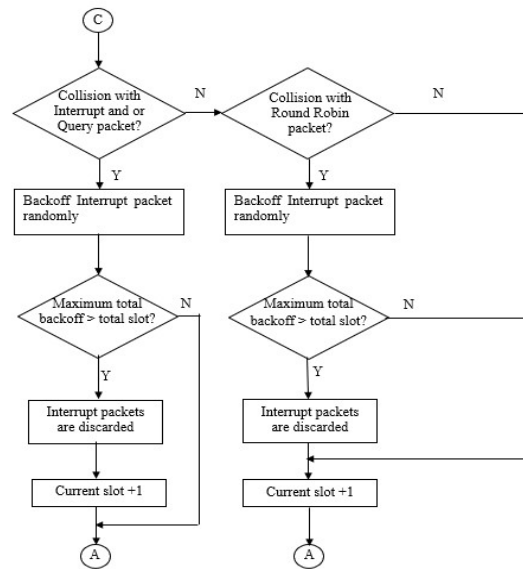 C
Collision with
Interrupt and or
Query packet?
N
Collision with
Round Robin
packet?
N
Y
Y
Backoff Interrupt packet
randomly
Backoff Interrupt packet
randomly
Maximum total
backoff > total slot?
N
Maximum total
backoff > total slot?
N
Y
Y
Interrupt packets
are discarded
Interrupt packets
are discarded
Current slot +1
Current slot +1
A
A